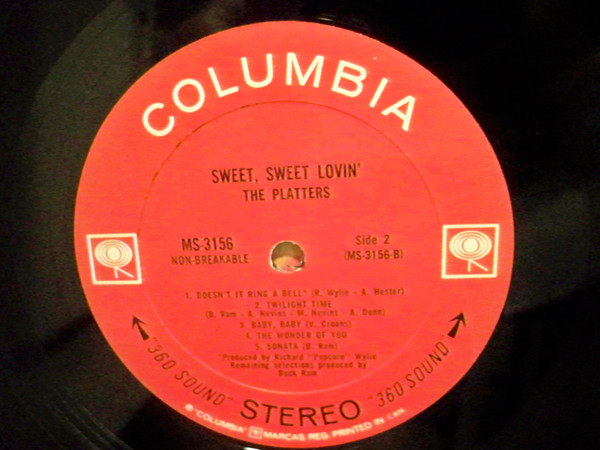 COLUMBIA
SWEET, SWEET LOVIN'
THE PLATTERS
MS-3156
NON-BREAKABLE
Side 2
(MS-3156-B)
1. DOESN'T IT RING A BELL* (R. Wylie - A. Hester)
2. TWILIGHT TIME
(B. Ram - A. Nevins - M. Nevins - A. Dunn)
3. BABY, BABY (V. Croons)
4. THE WONDER OF YOU
5. SONATA (B. Ram)
*Produced by Richard "Popcorn" Wylie
Remaining selections produced by
Buck Ram
"360 SOUND" STEREO "360 SOUND"
® "COLUMBIA" MARCAS REG. PRINTED IN CAN.